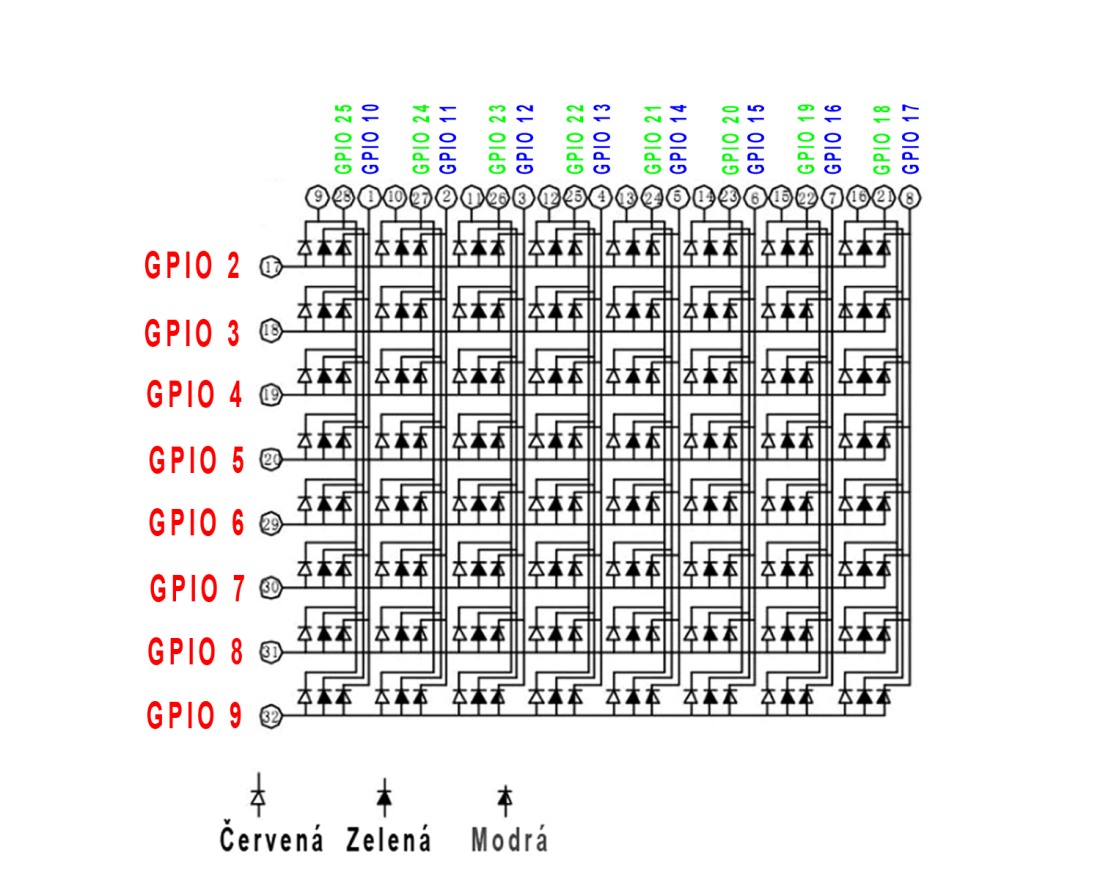 GPIO 25 GPIO 10 GPIO 24 GPIO 11 GPIO 23 GPIO 12 GPIO 22 GPIO 13 GPIO 21 GPIO 14 GPIO 20 GPIO 15 GPIO 19 GPIO 16 GPIO 18 GPIO 17
9 28 1 10 27 2 11 26 3 12 25 4 13 24 5 14 23 6 15 22 7 16 21 8
GPIO 2 17
GPIO 3 18
GPIO 4 19
GPIO 5 20
GPIO 6 29
GPIO 7 30
GPIO 8 31
GPIO 9 32
Červená Zelená Modrá